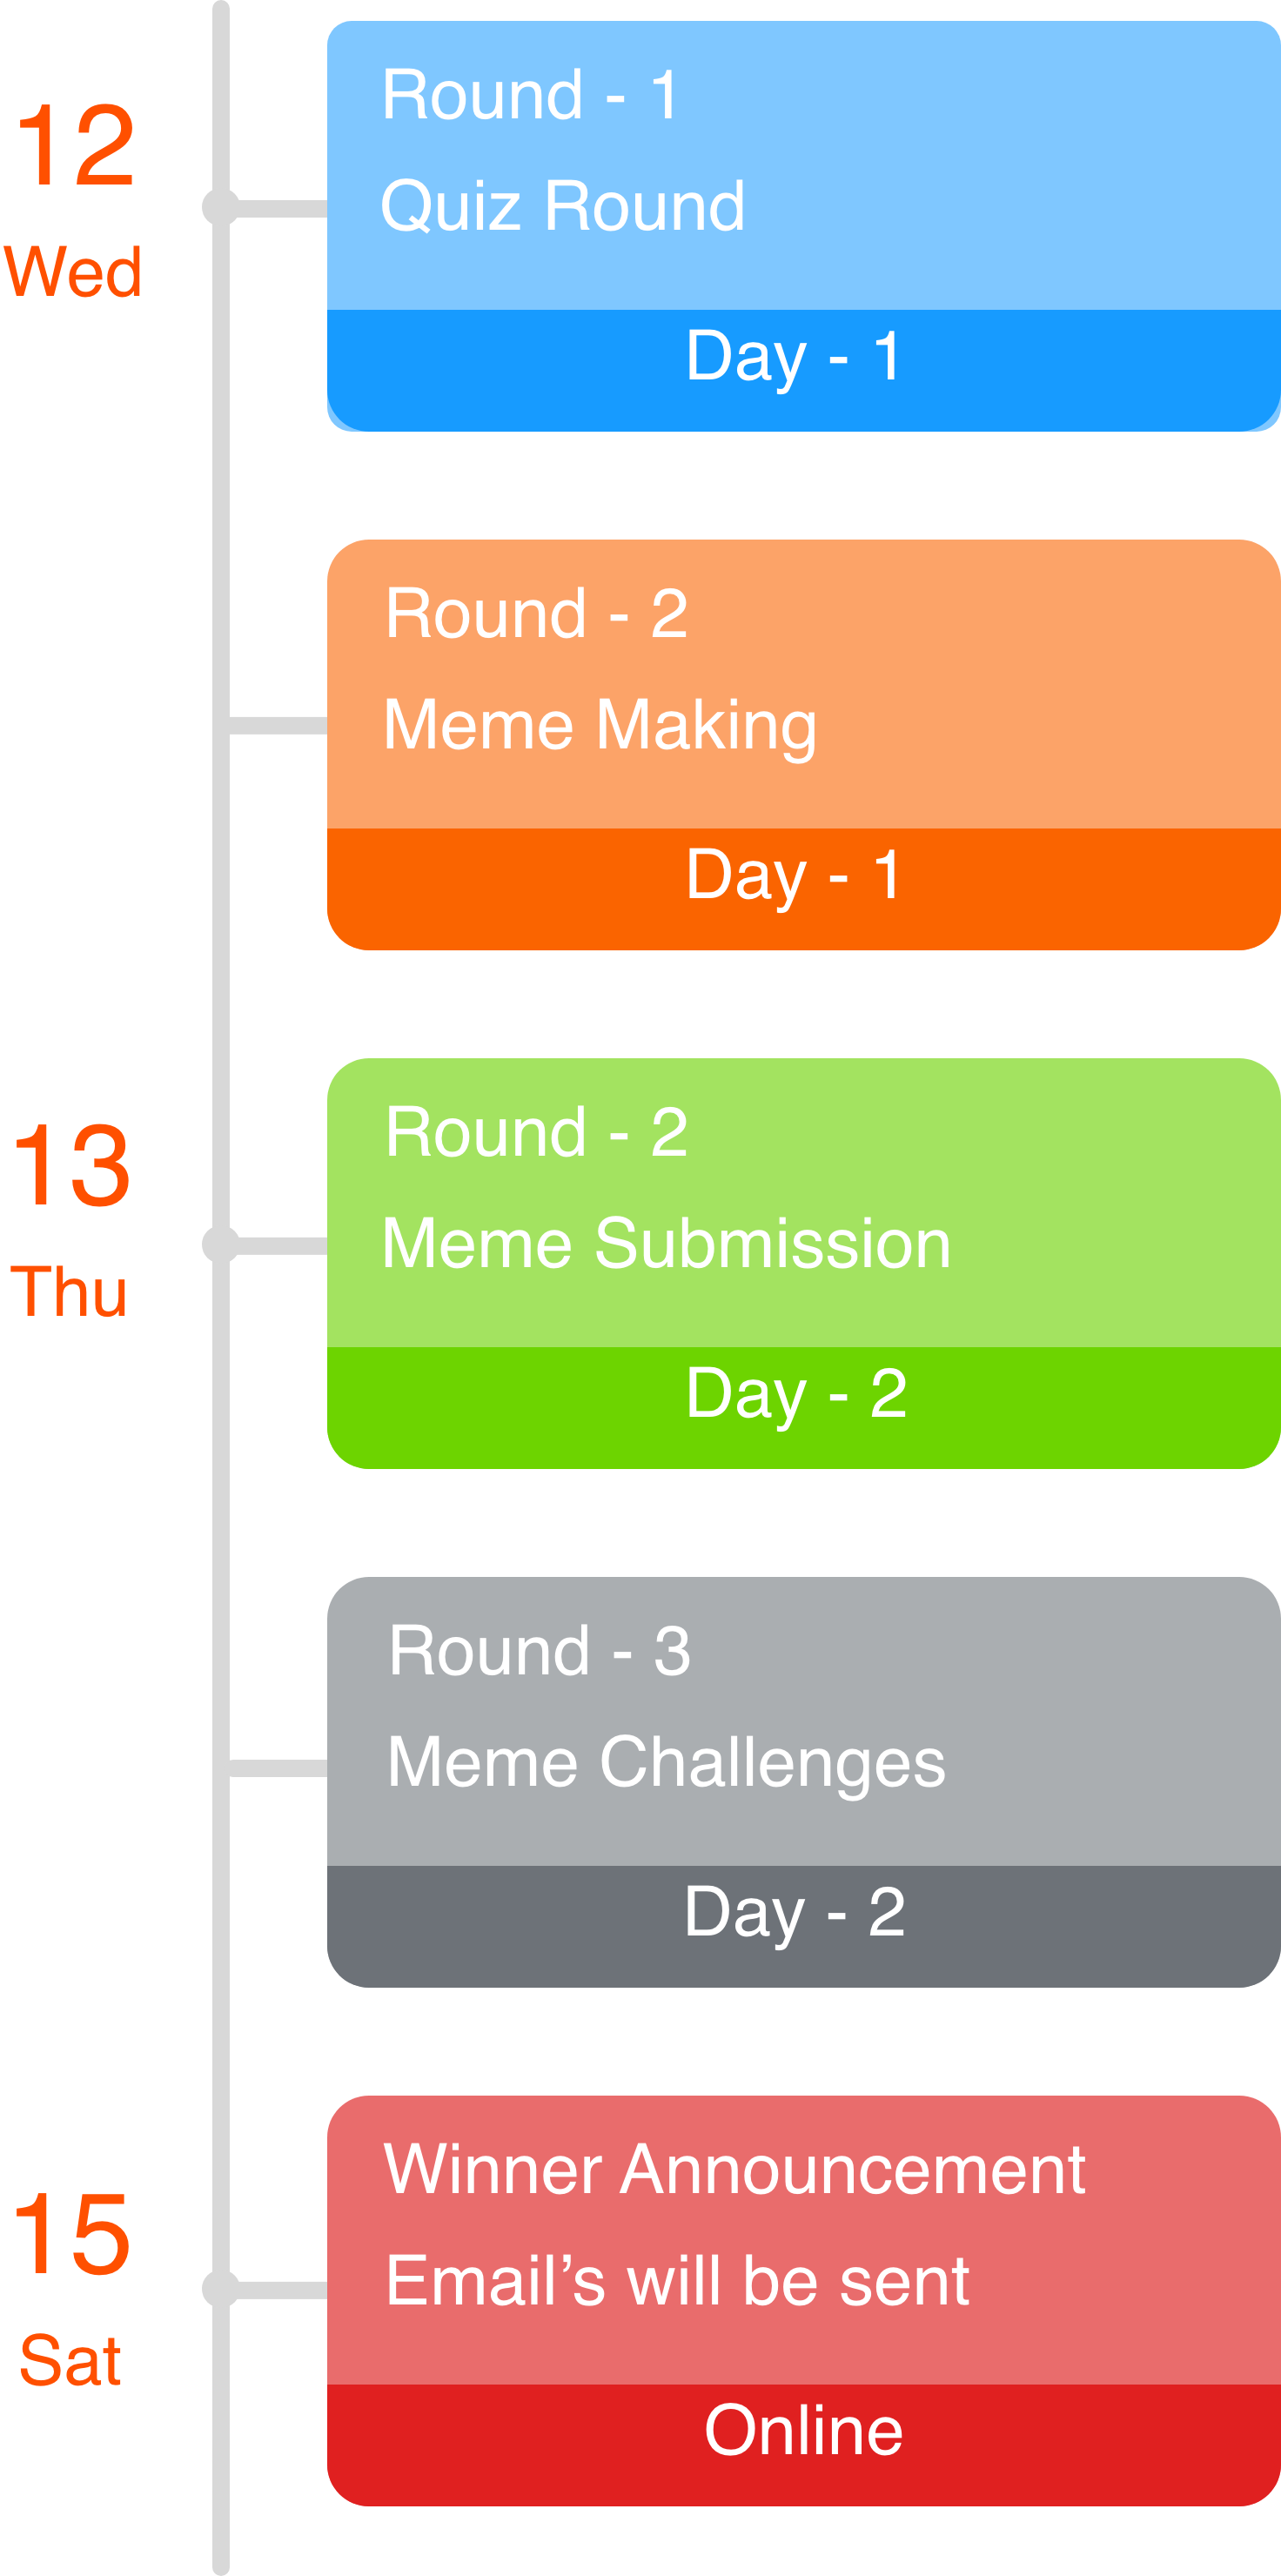 12
Wed
Round - 1
Quiz Round
Day - 1
Round - 2
Meme Making
Day - 1
13
Thu
Round - 2
Meme Submission
Day - 2
Round - 3
Meme Challenges
Day - 2
15
Sat
Winner Announcement
Email’s will be sent
Online